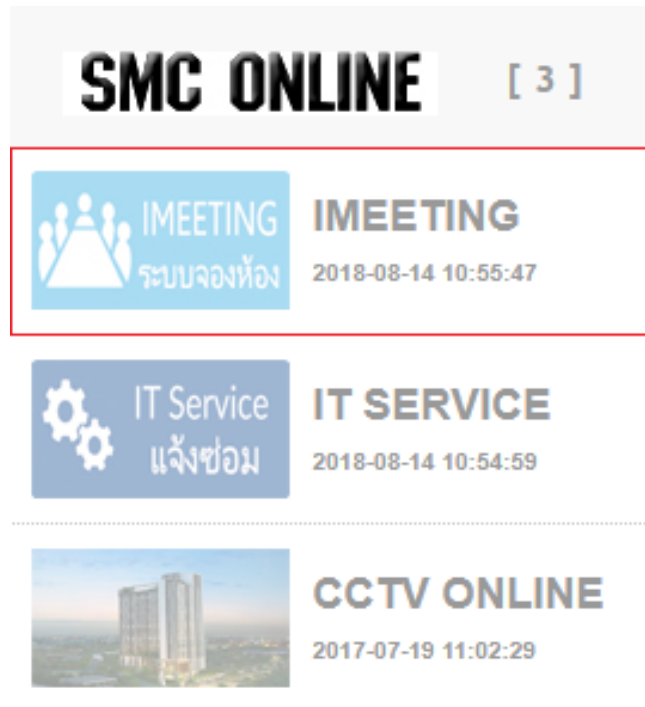 SMC ONLINE [ 3 ]
IMEETING
ระบบจองห้อง
IMEETING
2018-08-14 10:55:47
IT Service
แจ้งซ่อม
IT SERVICE
2018-08-14 10:54:59
CCTV ONLINE
2017-07-19 11:02:29